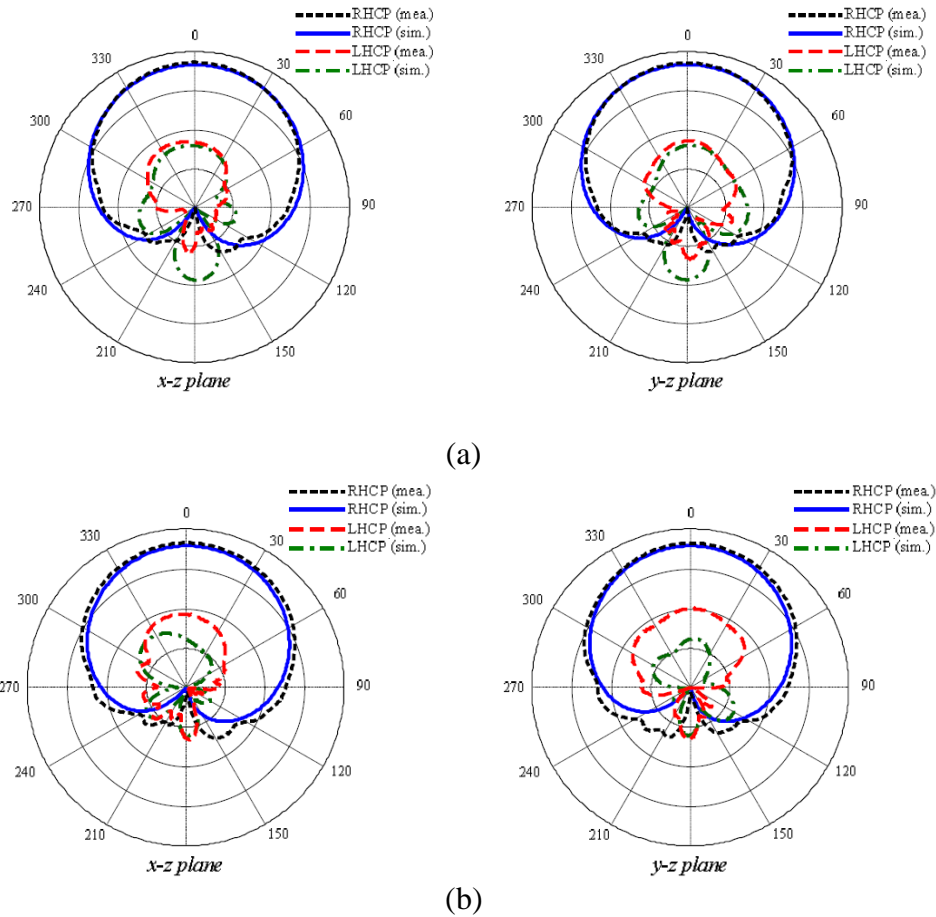 RHCP (mea.)
RHCP (sim.)
LHCP (mea.)
LHCP (sim.)
0
30
60
90
120
150
210
240
270
300
330
x-z plane
RHCP (mea.)
RHCP (sim.)
LHCP (mea.)
LHCP (sim.)
0
30
60
90
120
150
210
240
270
300
330
y-z plane
(a)
RHCP (mea.)
RHCP (sim.)
LHCP (mea.)
LHCP (sim.)
0
30
60
90
120
150
210
240
270
300
330
x-z plane
RHCP (mea.)
RHCP (sim.)
LHCP (mea.)
LHCP (sim.)
0
30
60
90
120
150
210
240
270
300
330
y-z plane
(b)